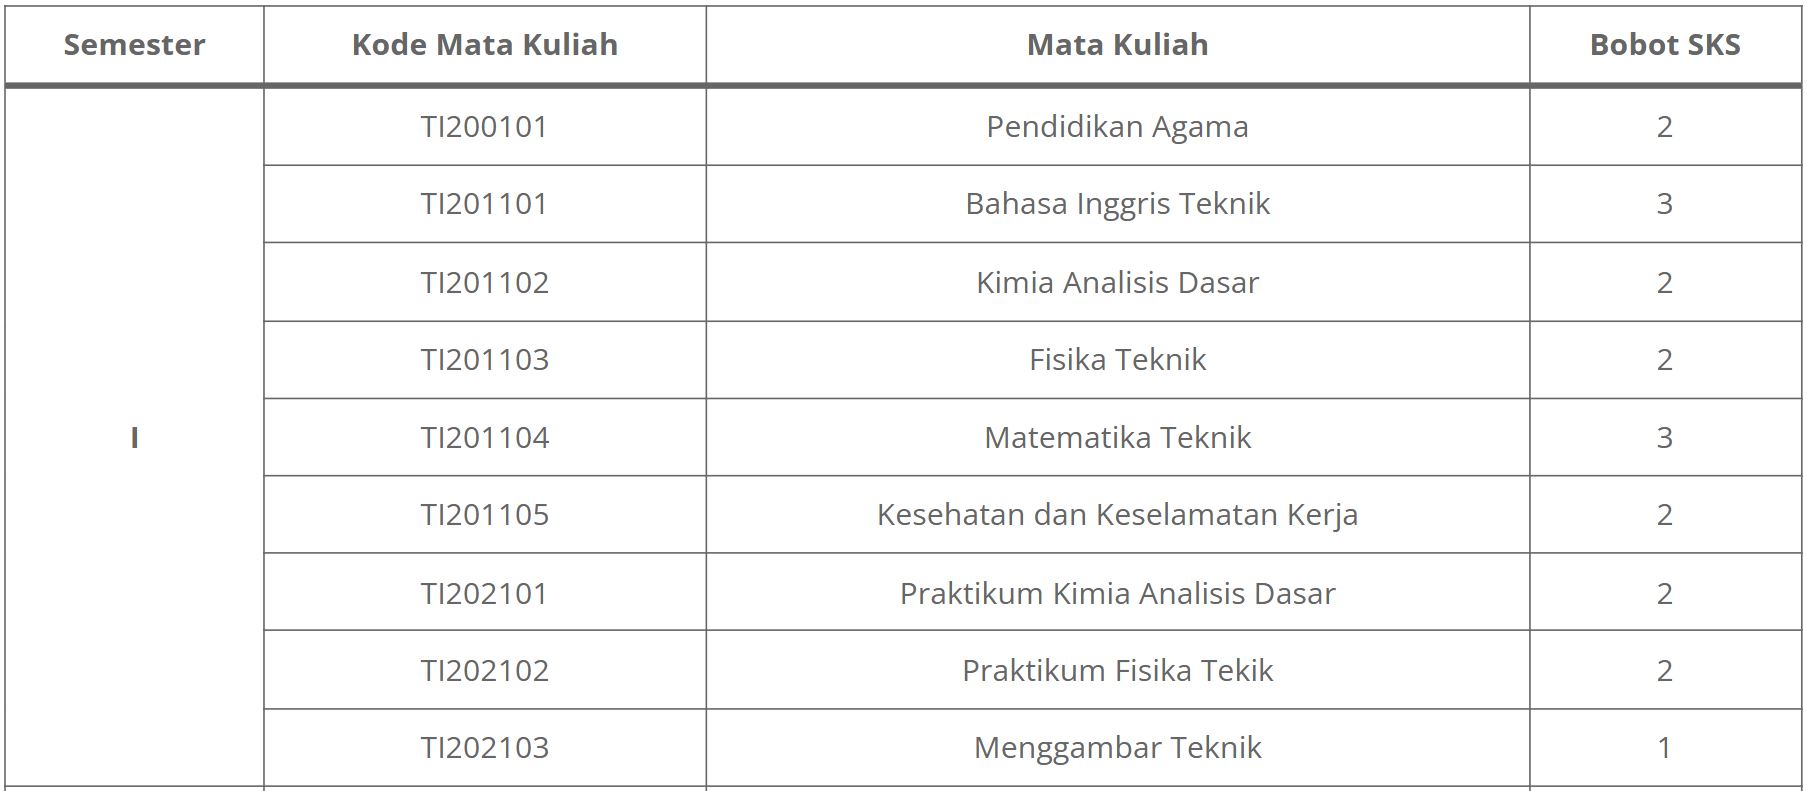 Semester Kode Mata Kuliah Mata Kuliah Bobot SKS
TI200101 Pendidikan Agama 2
TI201101 Bahasa Inggris Teknik 3
TI201102 Kimia Analisis Dasar 2
TI201103 Fisika Teknik 2
I TI201104 Matematika Teknik 3
TI201105 Kesehatan dan Keselamatan Kerja 2
TI202101 Praktikum Kimia Analisis Dasar 2
TI202102 Praktikum Fisika Tekik 2
TI202103 Menggambar Teknik 1